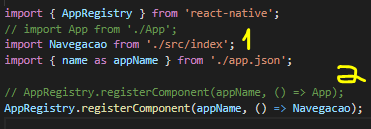 import { AppRegistry } from 'react-native';
// import App from './App';
import Navegacao from './src/index'; 1
import { name as appName } from './app.json';
2
// AppRegistry.registerComponent(appName, () => App);
AppRegistry.registerComponent(appName, () => Navegacao);